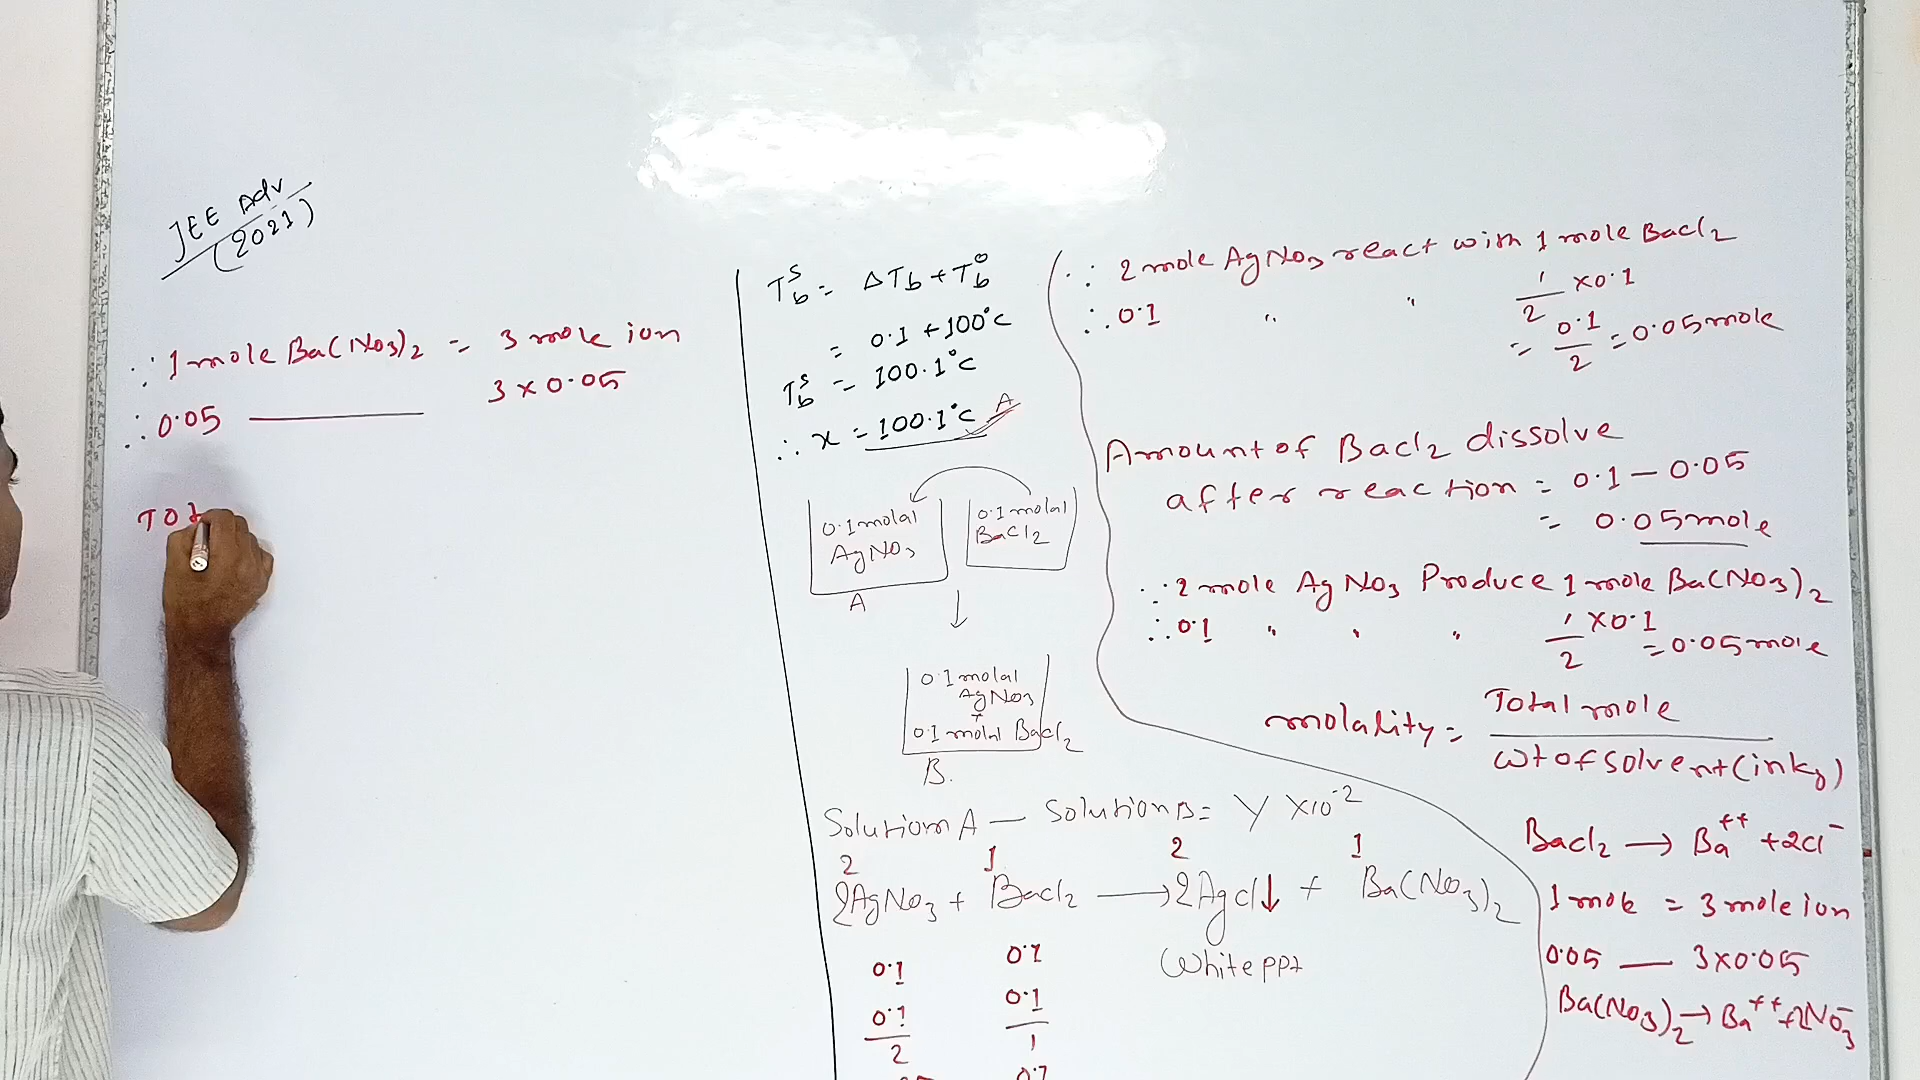 JEE Adv
(2021)
∵ 1 mole Ba(NO3)2 = 3 mole ion
∴ 0.05 ——— 3 x 0.05
Tot
Tb^s = ΔTb + Tb^0
= 0.1 + 100°C
Tb^s = 100.1°C
∴ x = 100.1°C A
0.1 molal
AgNO3
A
0.1 molal
BaCl2
↓
0.1 molal
AgNO3
+
0.1 molal BaCl2
B.
Solution A — Solution B = Y X10^-2
2 1 2 1
2AgNO3 + BaCl2 ⟶ 2AgCl↓ + Ba(NO3)2
White ppt
0.1 0.1
0.1/2 0.1/1
∵ 2 mole AgNO3 react with 1 mole BaCl2
∴ 0.1 " " 1/2 x 0.1
= 0.1/2 = 0.05 mole
Amount of BaCl2 dissolve
after reaction = 0.1 — 0.05
= 0.05 mole
∵ 2 mole AgNO3 Produce 1 mole Ba(NO3)2
∴ 0.1 " " " 1/2 x 0.1 = 0.05 mole
molality = Total mole / wt of solvent (in kg)
BaCl2 → Ba++ + 2Cl-
1 mole = 3 mole ion
0.05 — 3 x 0.05
Ba(NO3)2 → Ba++ + 2NO3-